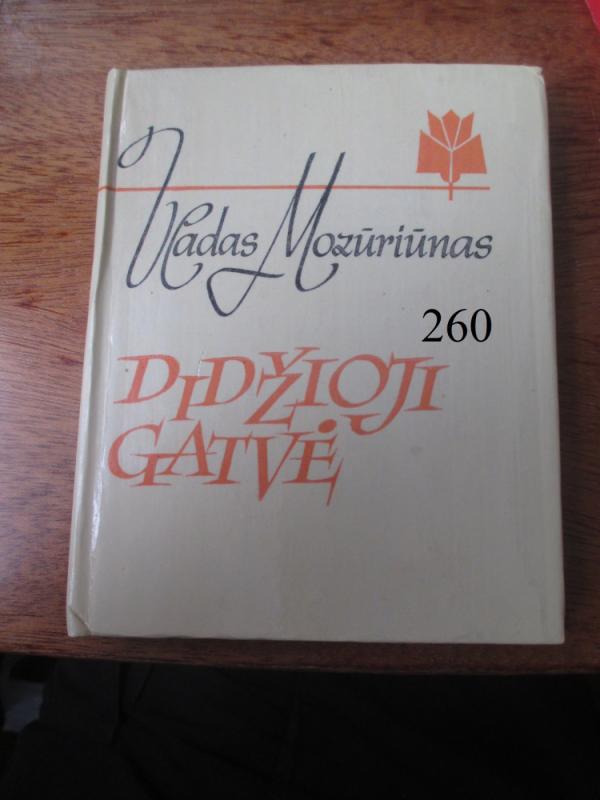 Vladas Mozūriūnas
260
DIDŽIOJI
GATVĖ